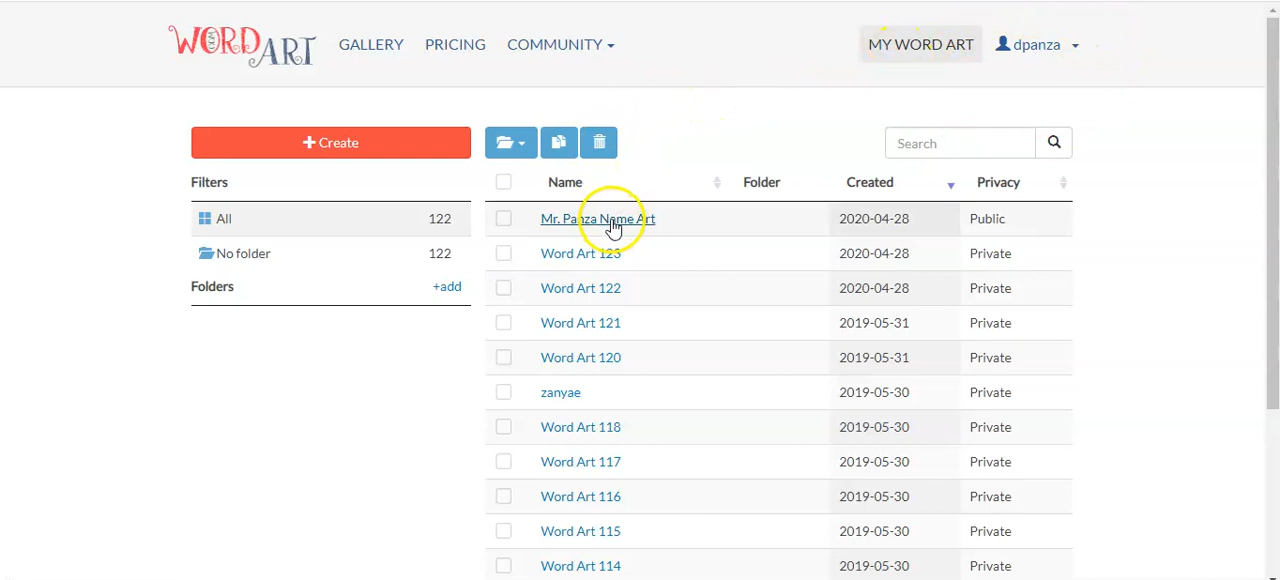 WORD ART GALLERY PRICING COMMUNITY MY WORD ART dpanza
+ Create Search
Filters Name Folder Created Privacy
All 122 Mr. Panza Name Art 2020-04-28 Public
No folder 122 Word Art 123 2020-04-28 Private
Folders +add Word Art 122 2020-04-28 Private
Word Art 121 2019-05-31 Private
Word Art 120 2019-05-31 Private
zanyae 2019-05-30 Private
Word Art 118 2019-05-30 Private
Word Art 117 2019-05-30 Private
Word Art 116 2019-05-30 Private
Word Art 115 2019-05-30 Private
Word Art 114 2019-05-30 Private